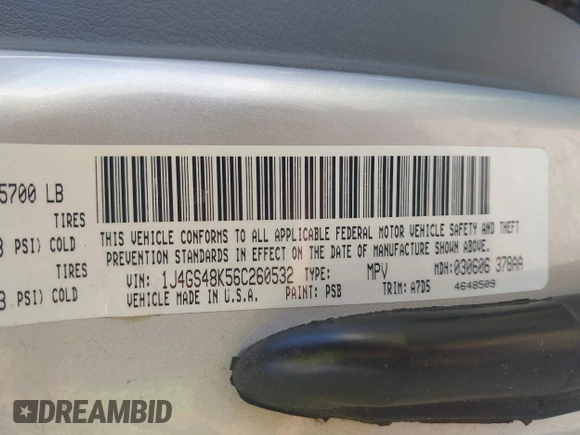 5700 LB
TIRES
PSI) COLD
TIRES
PSI) COLD
THIS VEHICLE CONFORMS TO ALL APPLICABLE FEDERAL MOTOR VEHICLE SAFETY AND THEFT
PREVENTION STANDARDS IN EFFECT ON THE DATE OF MANUFACTURE SHOWN ABOVE.
VIN: 1J4GS48K56C260532 TYPE: MPV MDH:030606 378AA
VEHICLE MADE IN U.S.A. PAINT: PSB TRIM: A7D5 4648509
DREAMBID